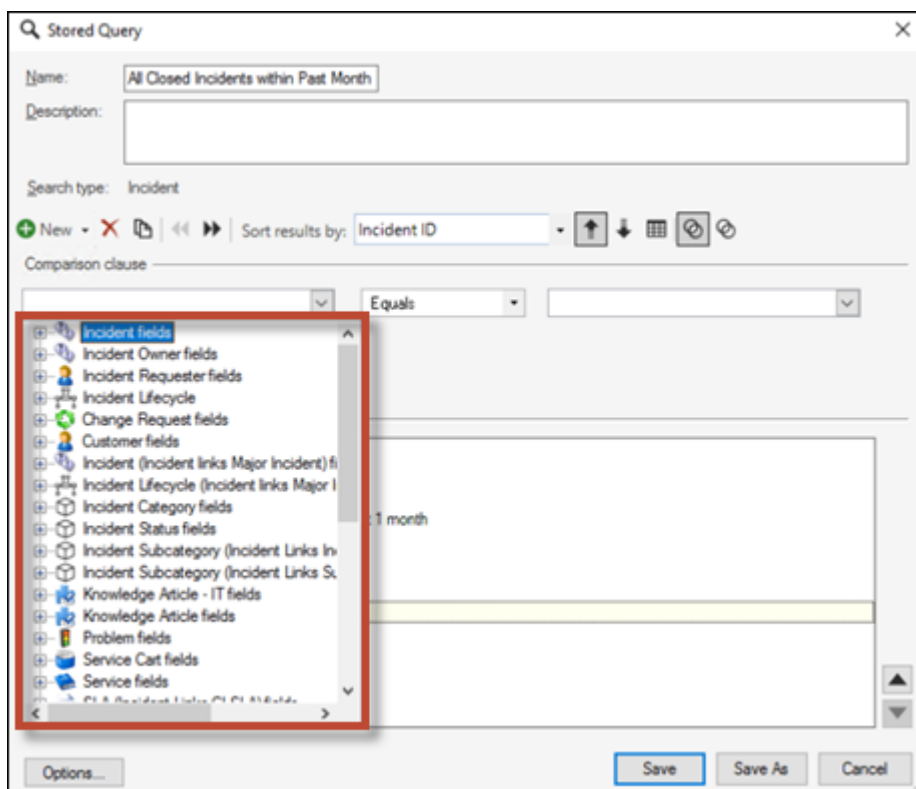 Stored Query
Name: All Closed Incidents within Past Month
Description:
Search type: Incident
New Sort results by: Incident ID
Comparison clause
Equals
Incident fields
Incident Owner fields
Incident Requester fields
Incident Lifecycle
Change Request fields
Customer fields
Incident (Incident links Major Incident) fi
Incident Lifecycle (Incident links Major I
Incident Category fields
Incident Status fields
1 month
Incident Subcategory (Incident Links In
Incident Subcategory (Incident Links Su
Knowledge Article - IT fields
Knowledge Article fields
Problem fields
Service Cart fields
Service fields
Options... Save Save As Cancel